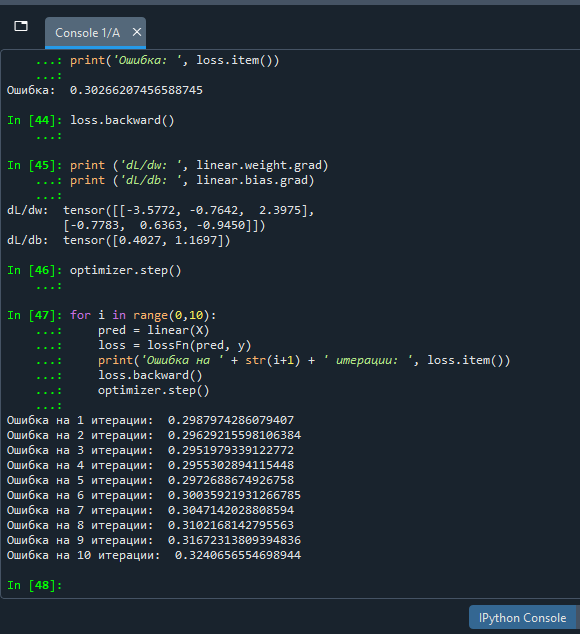 Console 1/A
...: print('Ошибка: ', loss.item())
...:
Ошибка:  0.30266207456588745
In [44]: loss.backward()
...:
In [45]: print ('dL/dw: ', linear.weight.grad)
...: print ('dL/db: ', linear.bias.grad)
...:
dL/dw:  tensor([[-3.5772, -0.7642,  2.3975],
[-0.7783,  0.6363, -0.9450]])
dL/db:  tensor([0.4027, 1.1697])
In [46]: optimizer.step()
...:
In [47]: for i in range(0,10):
...:     pred = linear(X)
...:     loss = lossFn(pred, y)
...:     print('Ошибка на ' + str(i+1) + ' итерации: ', loss.item())
...:     loss.backward()
...:     optimizer.step()
...:
Ошибка на 1 итерации:  0.2987974286079407
Ошибка на 2 итерации:  0.29629215598106384
Ошибка на 3 итерации:  0.2951979339122772
Ошибка на 4 итерации:  0.2955302894115448
Ошибка на 5 итерации:  0.2972688674926758
Ошибка на 6 итерации:  0.30035921931266785
Ошибка на 7 итерации:  0.3047142028808594
Ошибка на 8 итерации:  0.3102168142795563
Ошибка на 9 итерации:  0.31672313809394836
Ошибка на 10 итерации:  0.3240656554698944
In [48]:
IPython Console